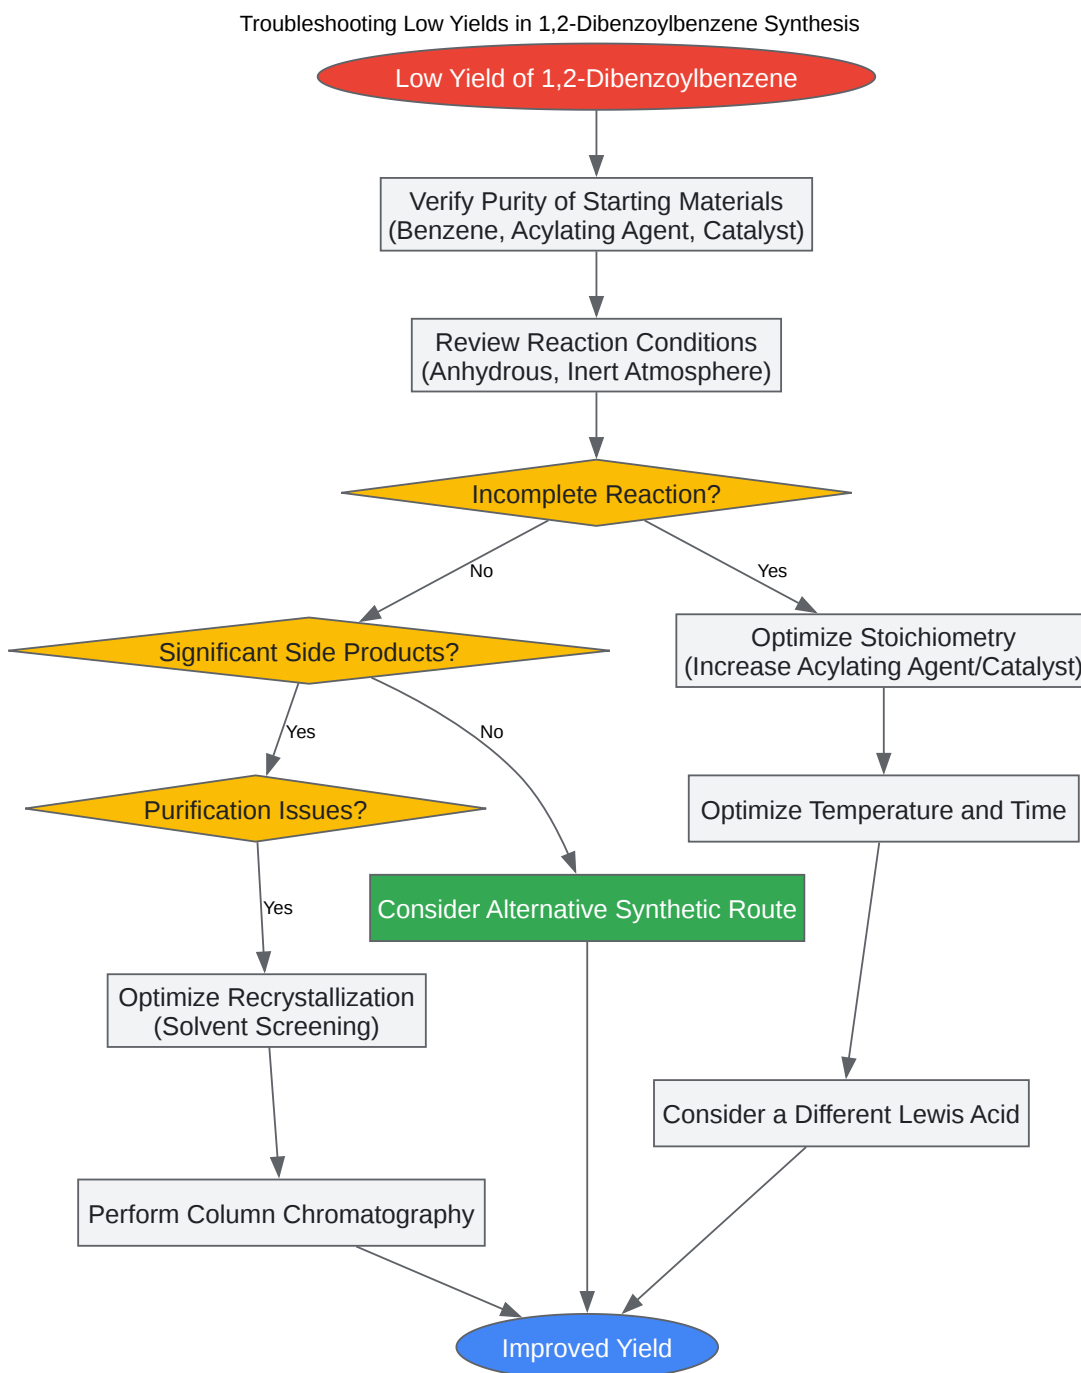 Troubleshooting Low Yields in 1,2-Dibenzoylbenzene Synthesis
Low Yield of 1,2-Dibenzoylbenzene
Verify Purity of Starting Materials
(Benzene, Acylating Agent, Catalyst)
Review Reaction Conditions
(Anhydrous, Inert Atmosphere)
Incomplete Reaction?
No
Yes
Significant Side Products?
Optimize Stoichiometry
(Increase Acylating Agent/Catalyst)
Yes
No
Purification Issues?
Optimize Temperature and Time
Yes
Consider Alternative Synthetic Route
Optimize Recrystallization
(Solvent Screening)
Consider a Different Lewis Acid
Perform Column Chromatography
Improved Yield